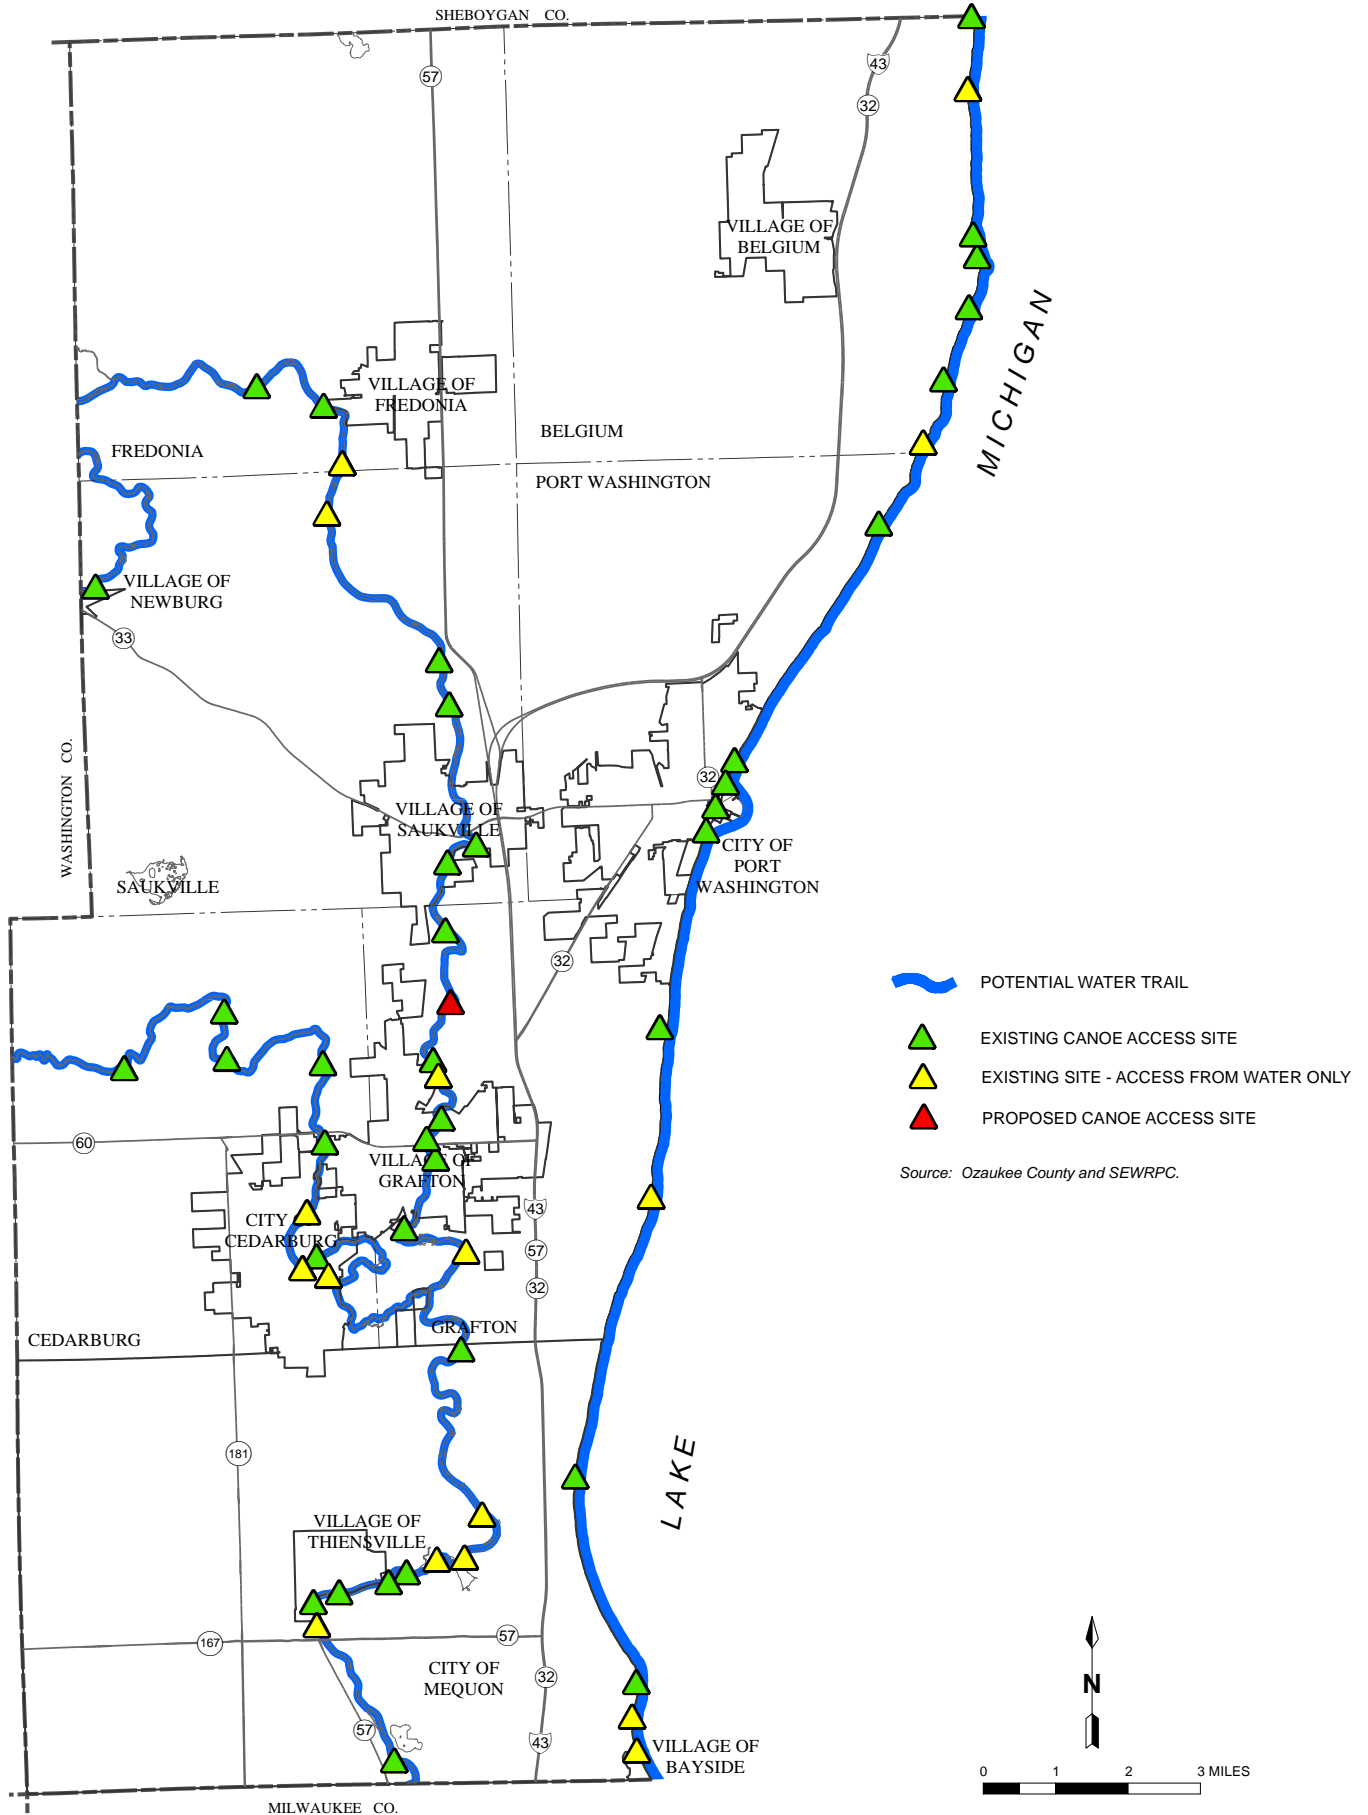 SHEBOYGAN CO.
57
43
32
VILLAGE OF
BELGIUM
MICHIGAN
VILLAGE OF
FREDONIA
FREDONIA
BELGIUM
PORT WASHINGTON
VILLAGE OF
NEWBURG
33
WASHINGTON CO.
32
VILLAGE OF
SAUKVILLE
CITY OF
PORT
WASHINGTON
SAUKVILLE
32
POTENTIAL WATER TRAIL
EXISTING CANOE ACCESS SITE
EXISTING SITE - ACCESS FROM WATER ONLY
PROPOSED CANOE ACCESS SITE
Source: Ozaukee County and SEWRPC.
60
VILLAGE OF
GRAFTON
43
CITY
CEDARBURG
57
32
GRAFTON
CEDARBURG
181
LAKE
VILLAGE OF
THIENSVILLE
167
57
CITY OF
MEQUON
32
57
43
VILLAGE OF
BAYSIDE
N
0 1 2 3 MILES
MILWAUKEE CO.